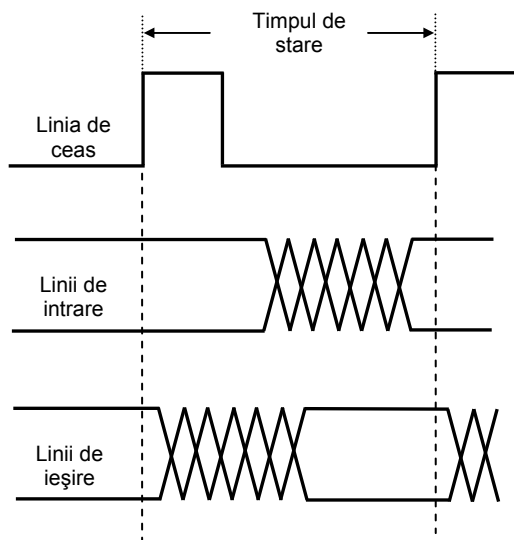 Timpul de
stare
Linia de
ceas
Linii de
intrare
Linii de
ieşire